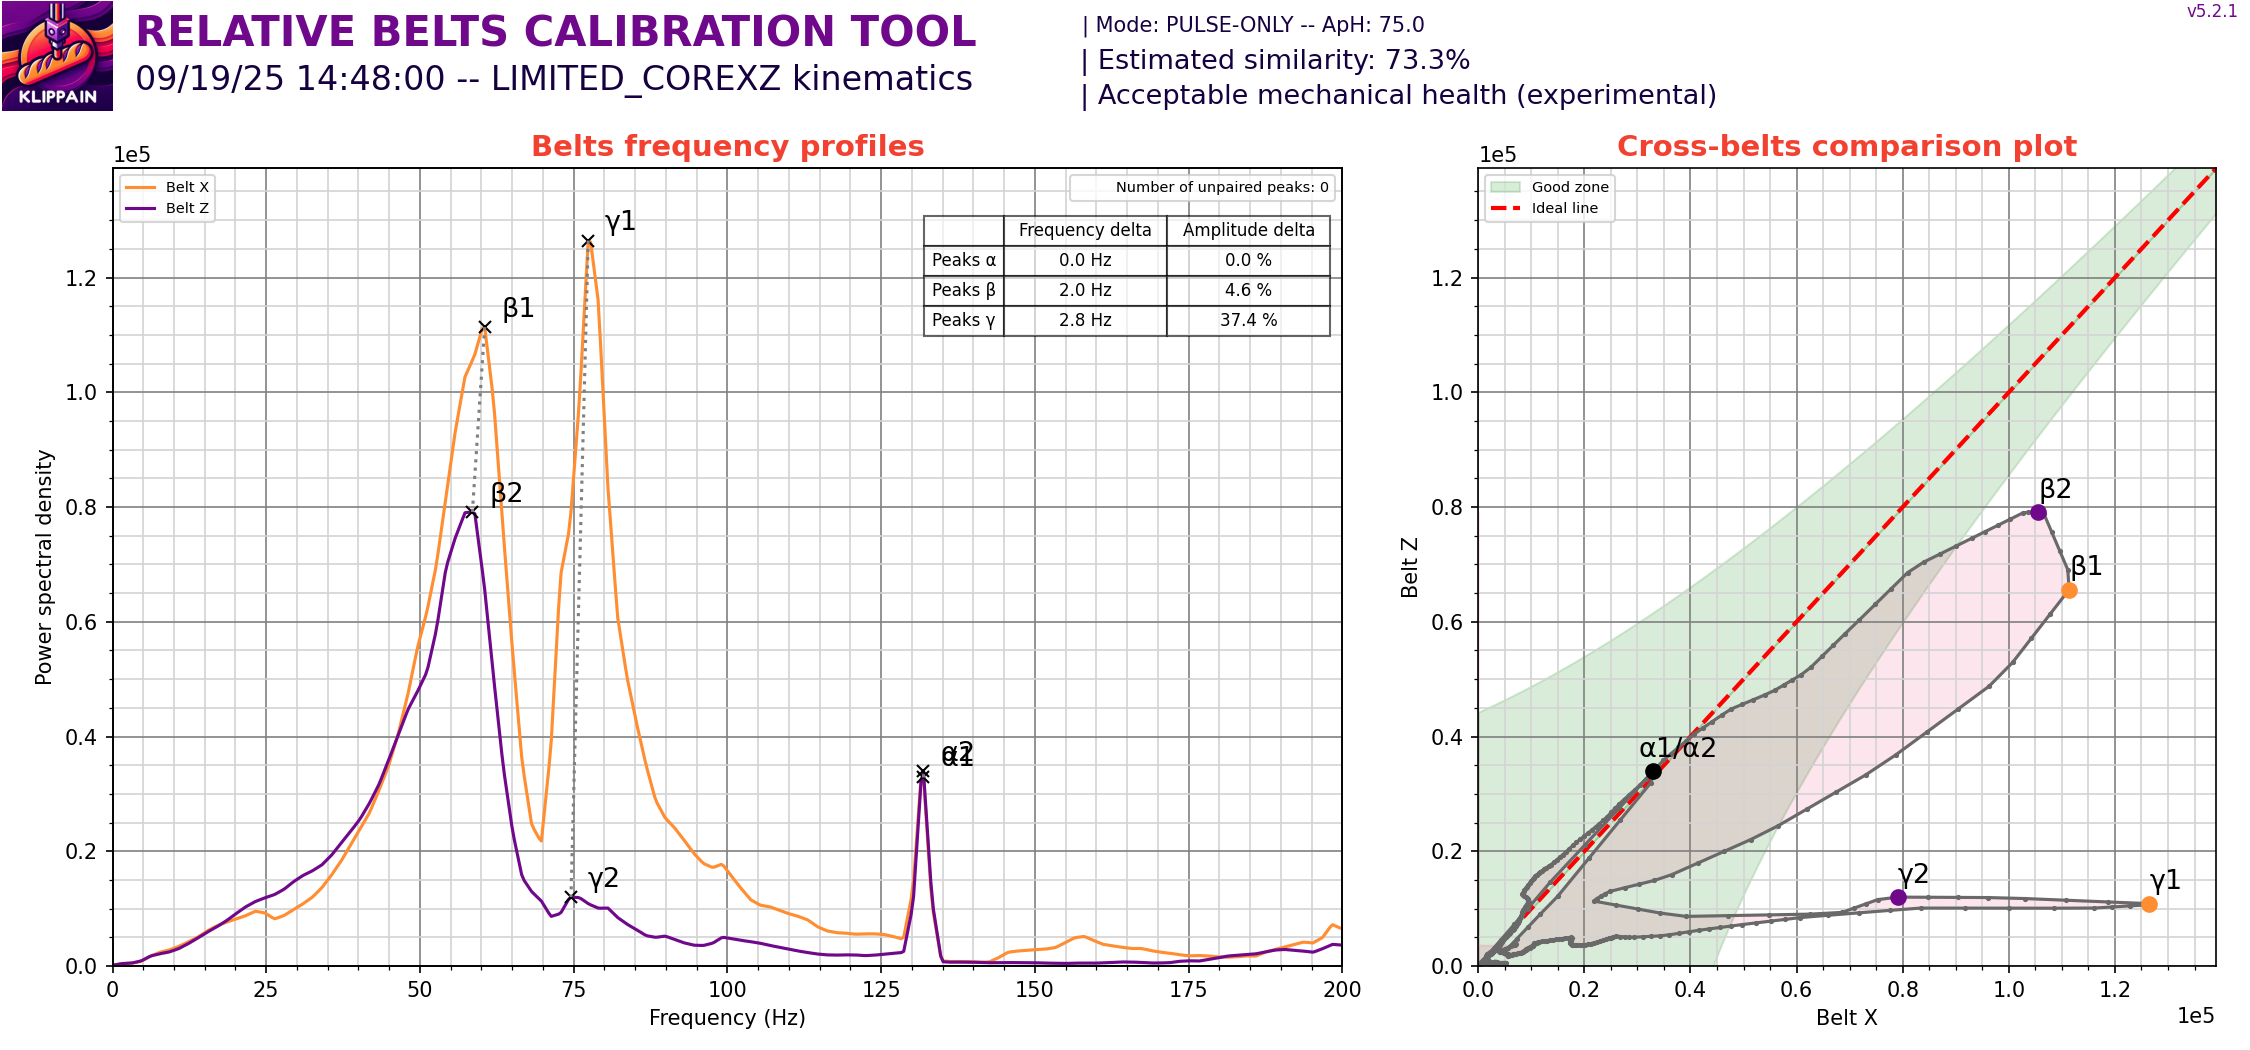 KLIPPAIN
RELATIVE BELTS CALIBRATION TOOL
09/19/25 14:48:00 -- LIMITED_COREXZ kinematics
| Mode: PULSE-ONLY -- ApH: 75.0
| Estimated similarity: 73.3%
| Acceptable mechanical health (experimental)
v5.2.1
Belts frequency profiles
1e5
Belt X
Belt Z
Number of unpaired peaks: 0
Frequency delta Amplitude delta
Peaks α 0.0 Hz 0.0 %
Peaks β 2.0 Hz 4.6 %
Peaks γ 2.8 Hz 37.4 %
γ1
β1
β2
γ2
α2
α1
1.2
1.0
0.8
0.6
0.4
0.2
0.0
Power spectral density
0 25 50 75 100 125 150 175 200
Frequency (Hz)
Cross-belts comparison plot
1e5
Good zone
Ideal line
β2
β1
α1/α2
γ2
γ1
1.2
1.0
0.8
0.6
0.4
0.2
0.0
Belt Z
0.0 0.2 0.4 0.6 0.8 1.0 1.2
Belt X
1e5